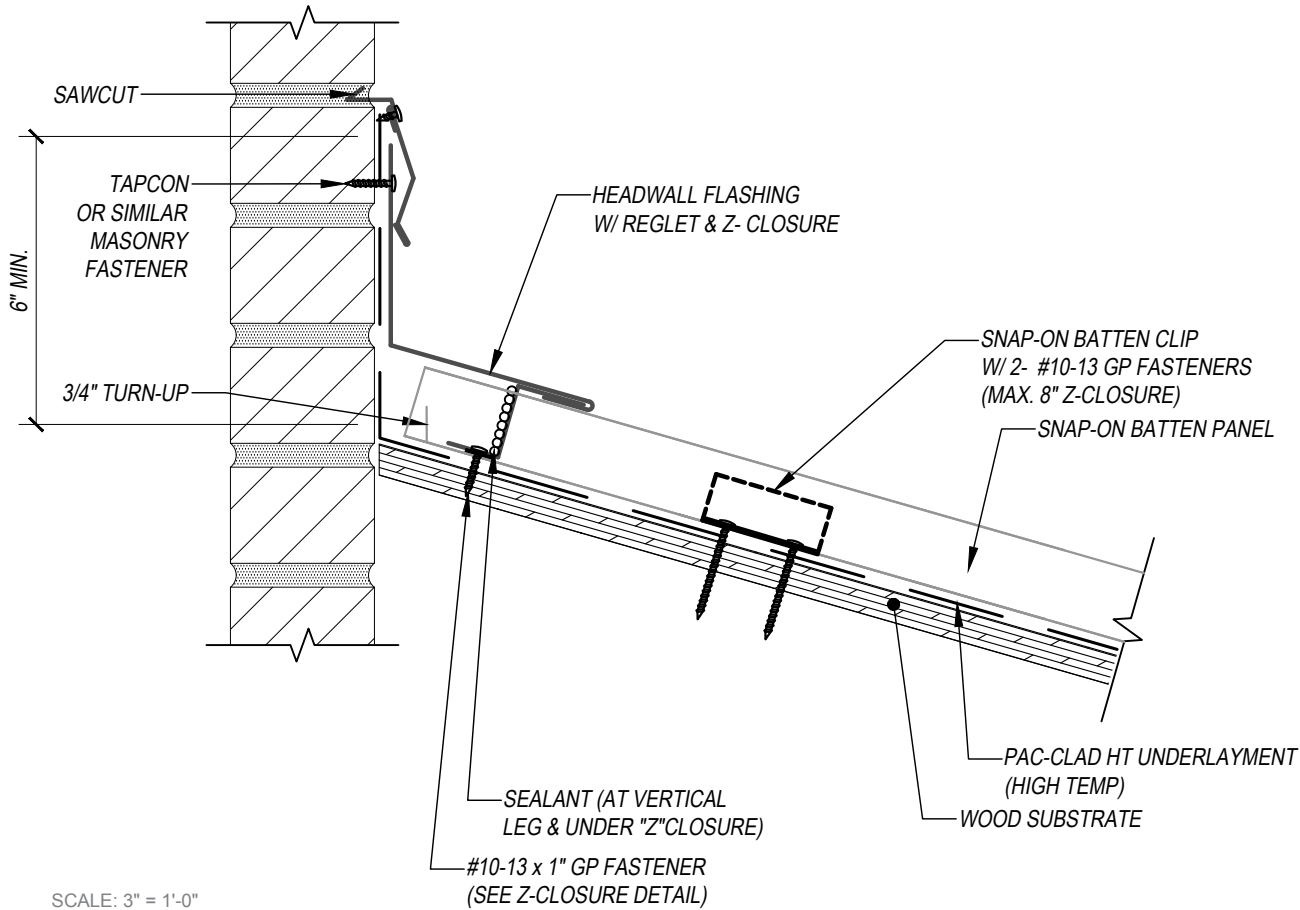 SAWCUT
TAPCON
OR SIMILAR
MASONRY
FASTENER
6" MIN.
3/4" TURN-UP
HEADWALL FLASHING
W/ REGLET & Z- CLOSURE
SNAP-ON BATTEN CLIP
W/ 2- #10-13 GP FASTENERS
(MAX. 8" Z-CLOSURE)
SNAP-ON BATTEN PANEL
PAC-CLAD HT UNDERLAYMENT
(HIGH TEMP)
WOOD SUBSTRATE
SEALANT (AT VERTICAL
LEG & UNDER "Z"CLOSURE)
#10-13 x 1" GP FASTENER
(SEE Z-CLOSURE DETAIL)
SCALE: 3" = 1'-0"